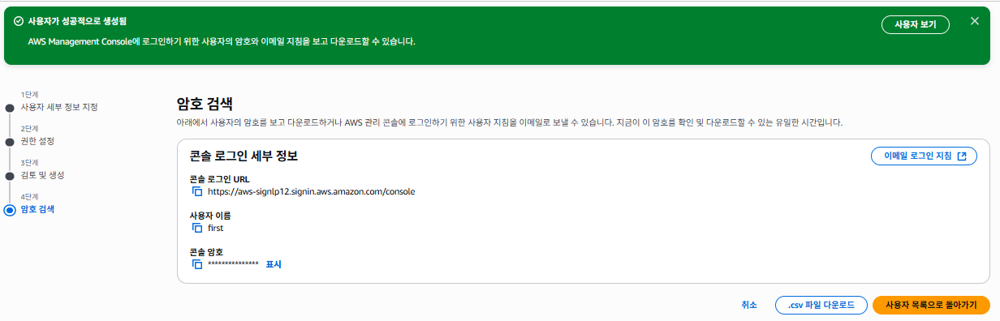 사용자가 성공적으로 생성됨
AWS Management Console에 로그인하기 위한 사용자의 암호와 이메일 지침을 보고 다운로드할 수 있습니다.
사용자 보기
1단계
사용자 세부 정보 지정
2단계
권한 설정
3단계
검토 및 생성
4단계
암호 검색
암호 검색
아래에서 사용자의 암호를 보고 다운로드하거나 AWS 관리 콘솔에 로그인하기 위한 사용자 지침을 이메일로 보낼 수 있습니다. 지금이 이 암호를 확인 및 다운로드할 수 있는 유일한 시간입니다.
콘솔 로그인 세부 정보
이메일 로그인 지침
콘솔 로그인 URL
https://aws-signlp12.signin.aws.amazon.com/console
사용자 이름
first
콘솔 암호
*************** 표시
취소
.csv 파일 다운로드
사용자 목록으로 돌아가기